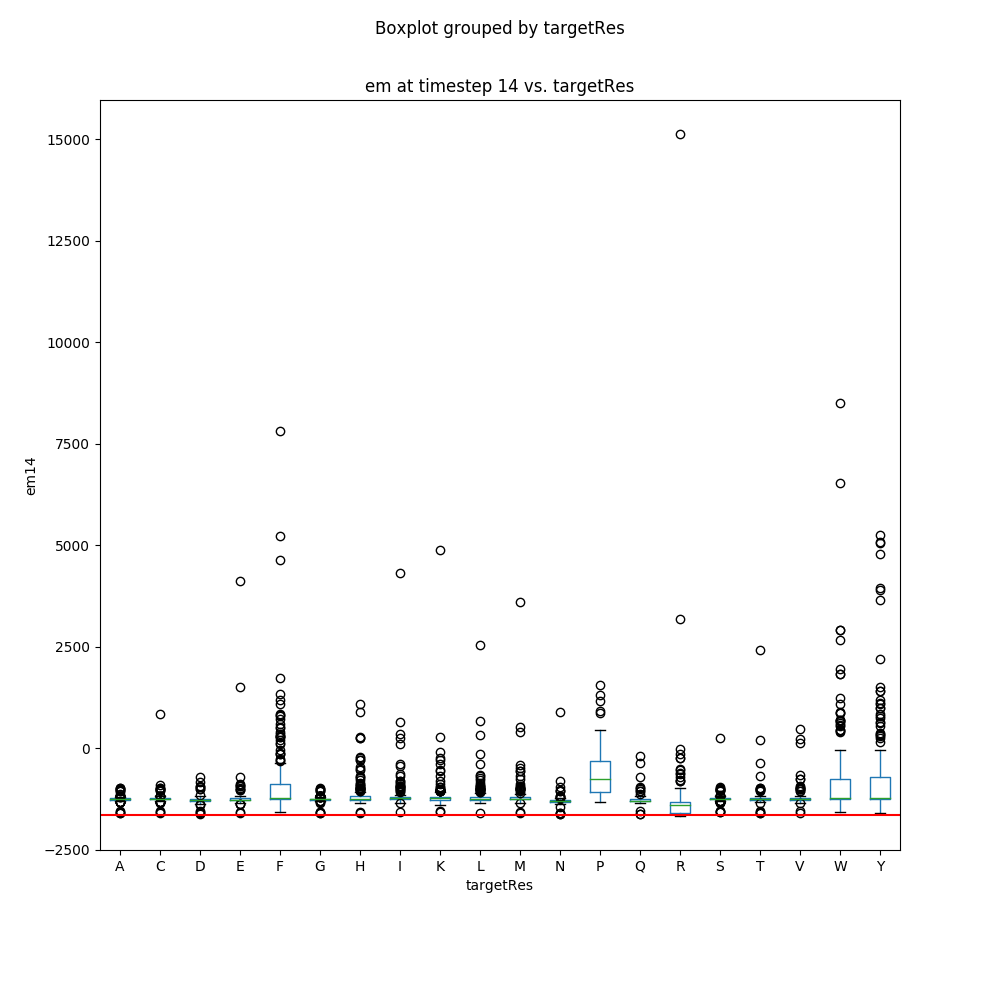 Boxplot grouped by targetRes
em at timestep 14 vs. targetRes
15000
12500
10000
7500
5000
2500
0
−2500
em14
A C D E F G H I K L M N P Q R S T V W Y
targetRes